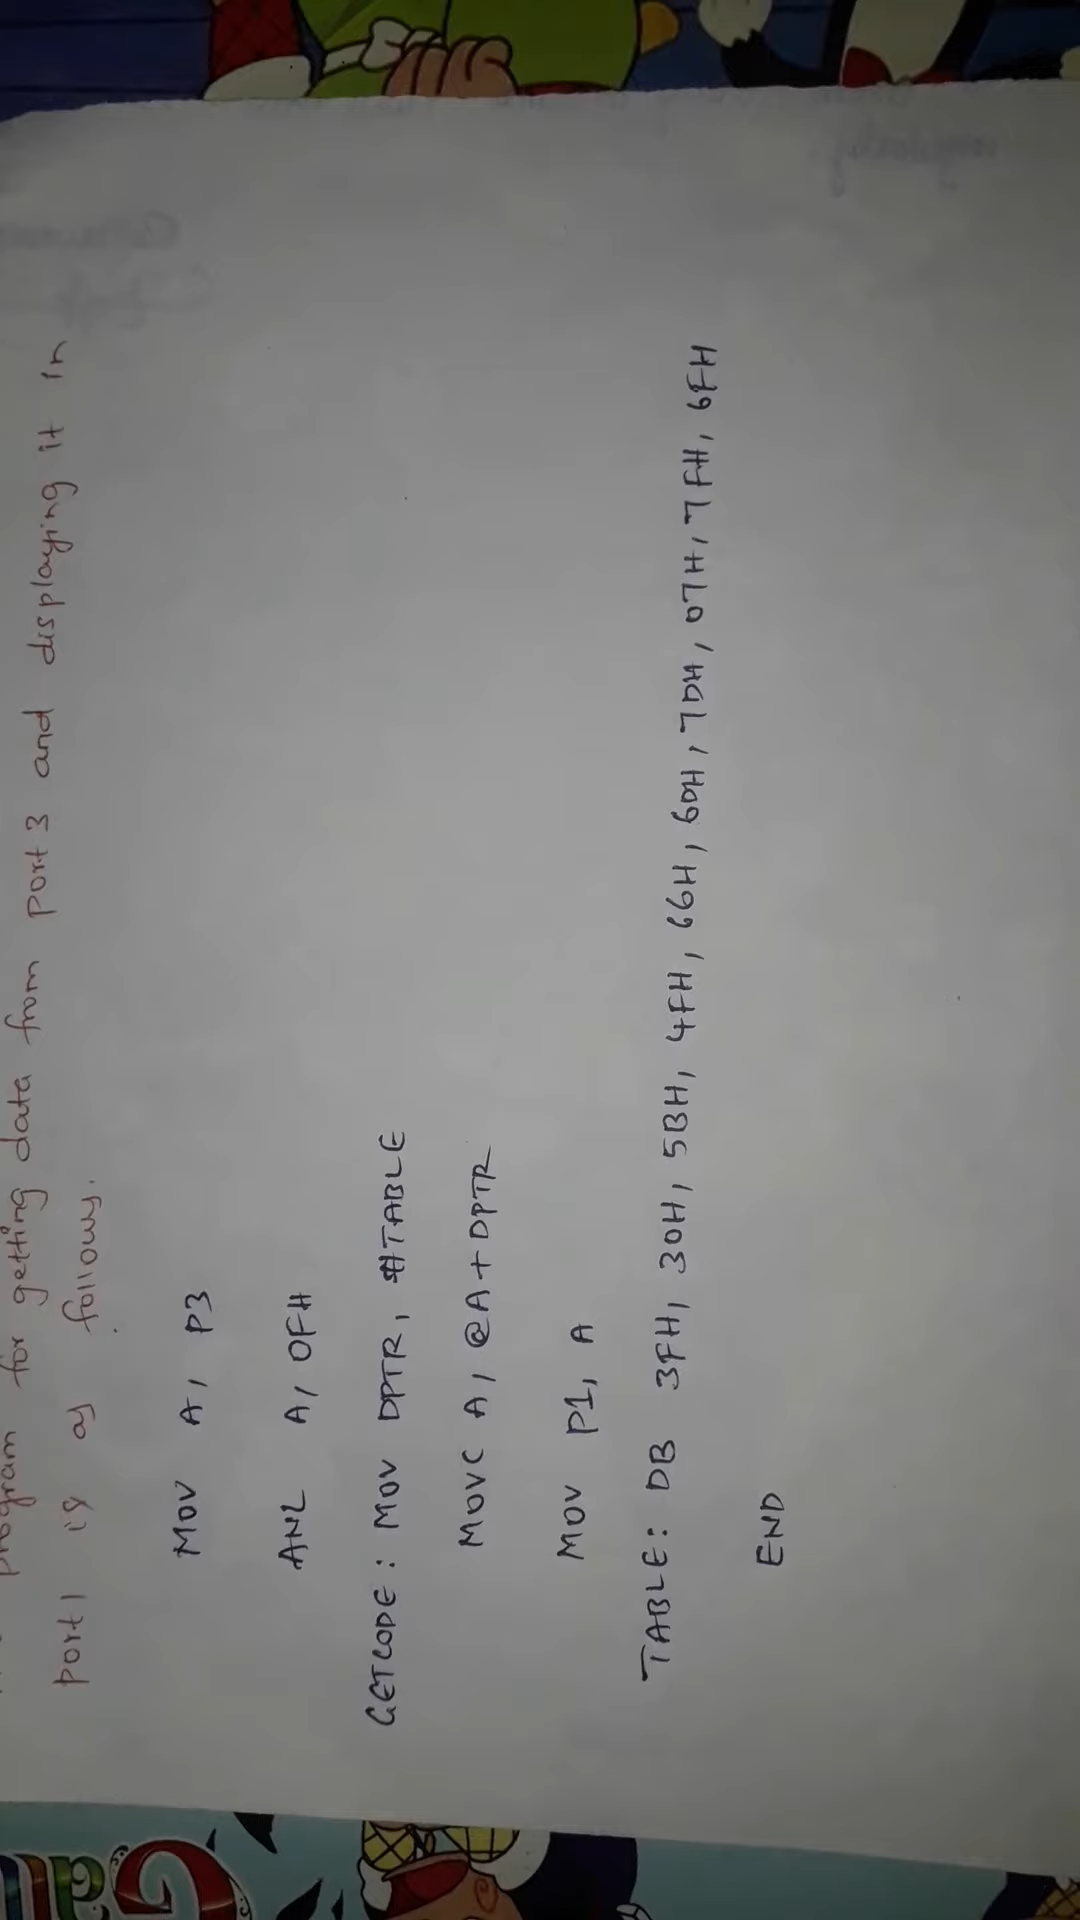 program for getting data from port 3 and displaying it in
port1 is as follows.
MOV A, P3
ANL A, 0FH
GETCODE: MOV DPTR, #TABLE
MOVC A, @A+DPTR
MOV P1, A
TABLE: DB 3FH, 30H, 5BH, 4FH, 66H, 6DH, 7DH, 07H, 7FH, 6FH
END